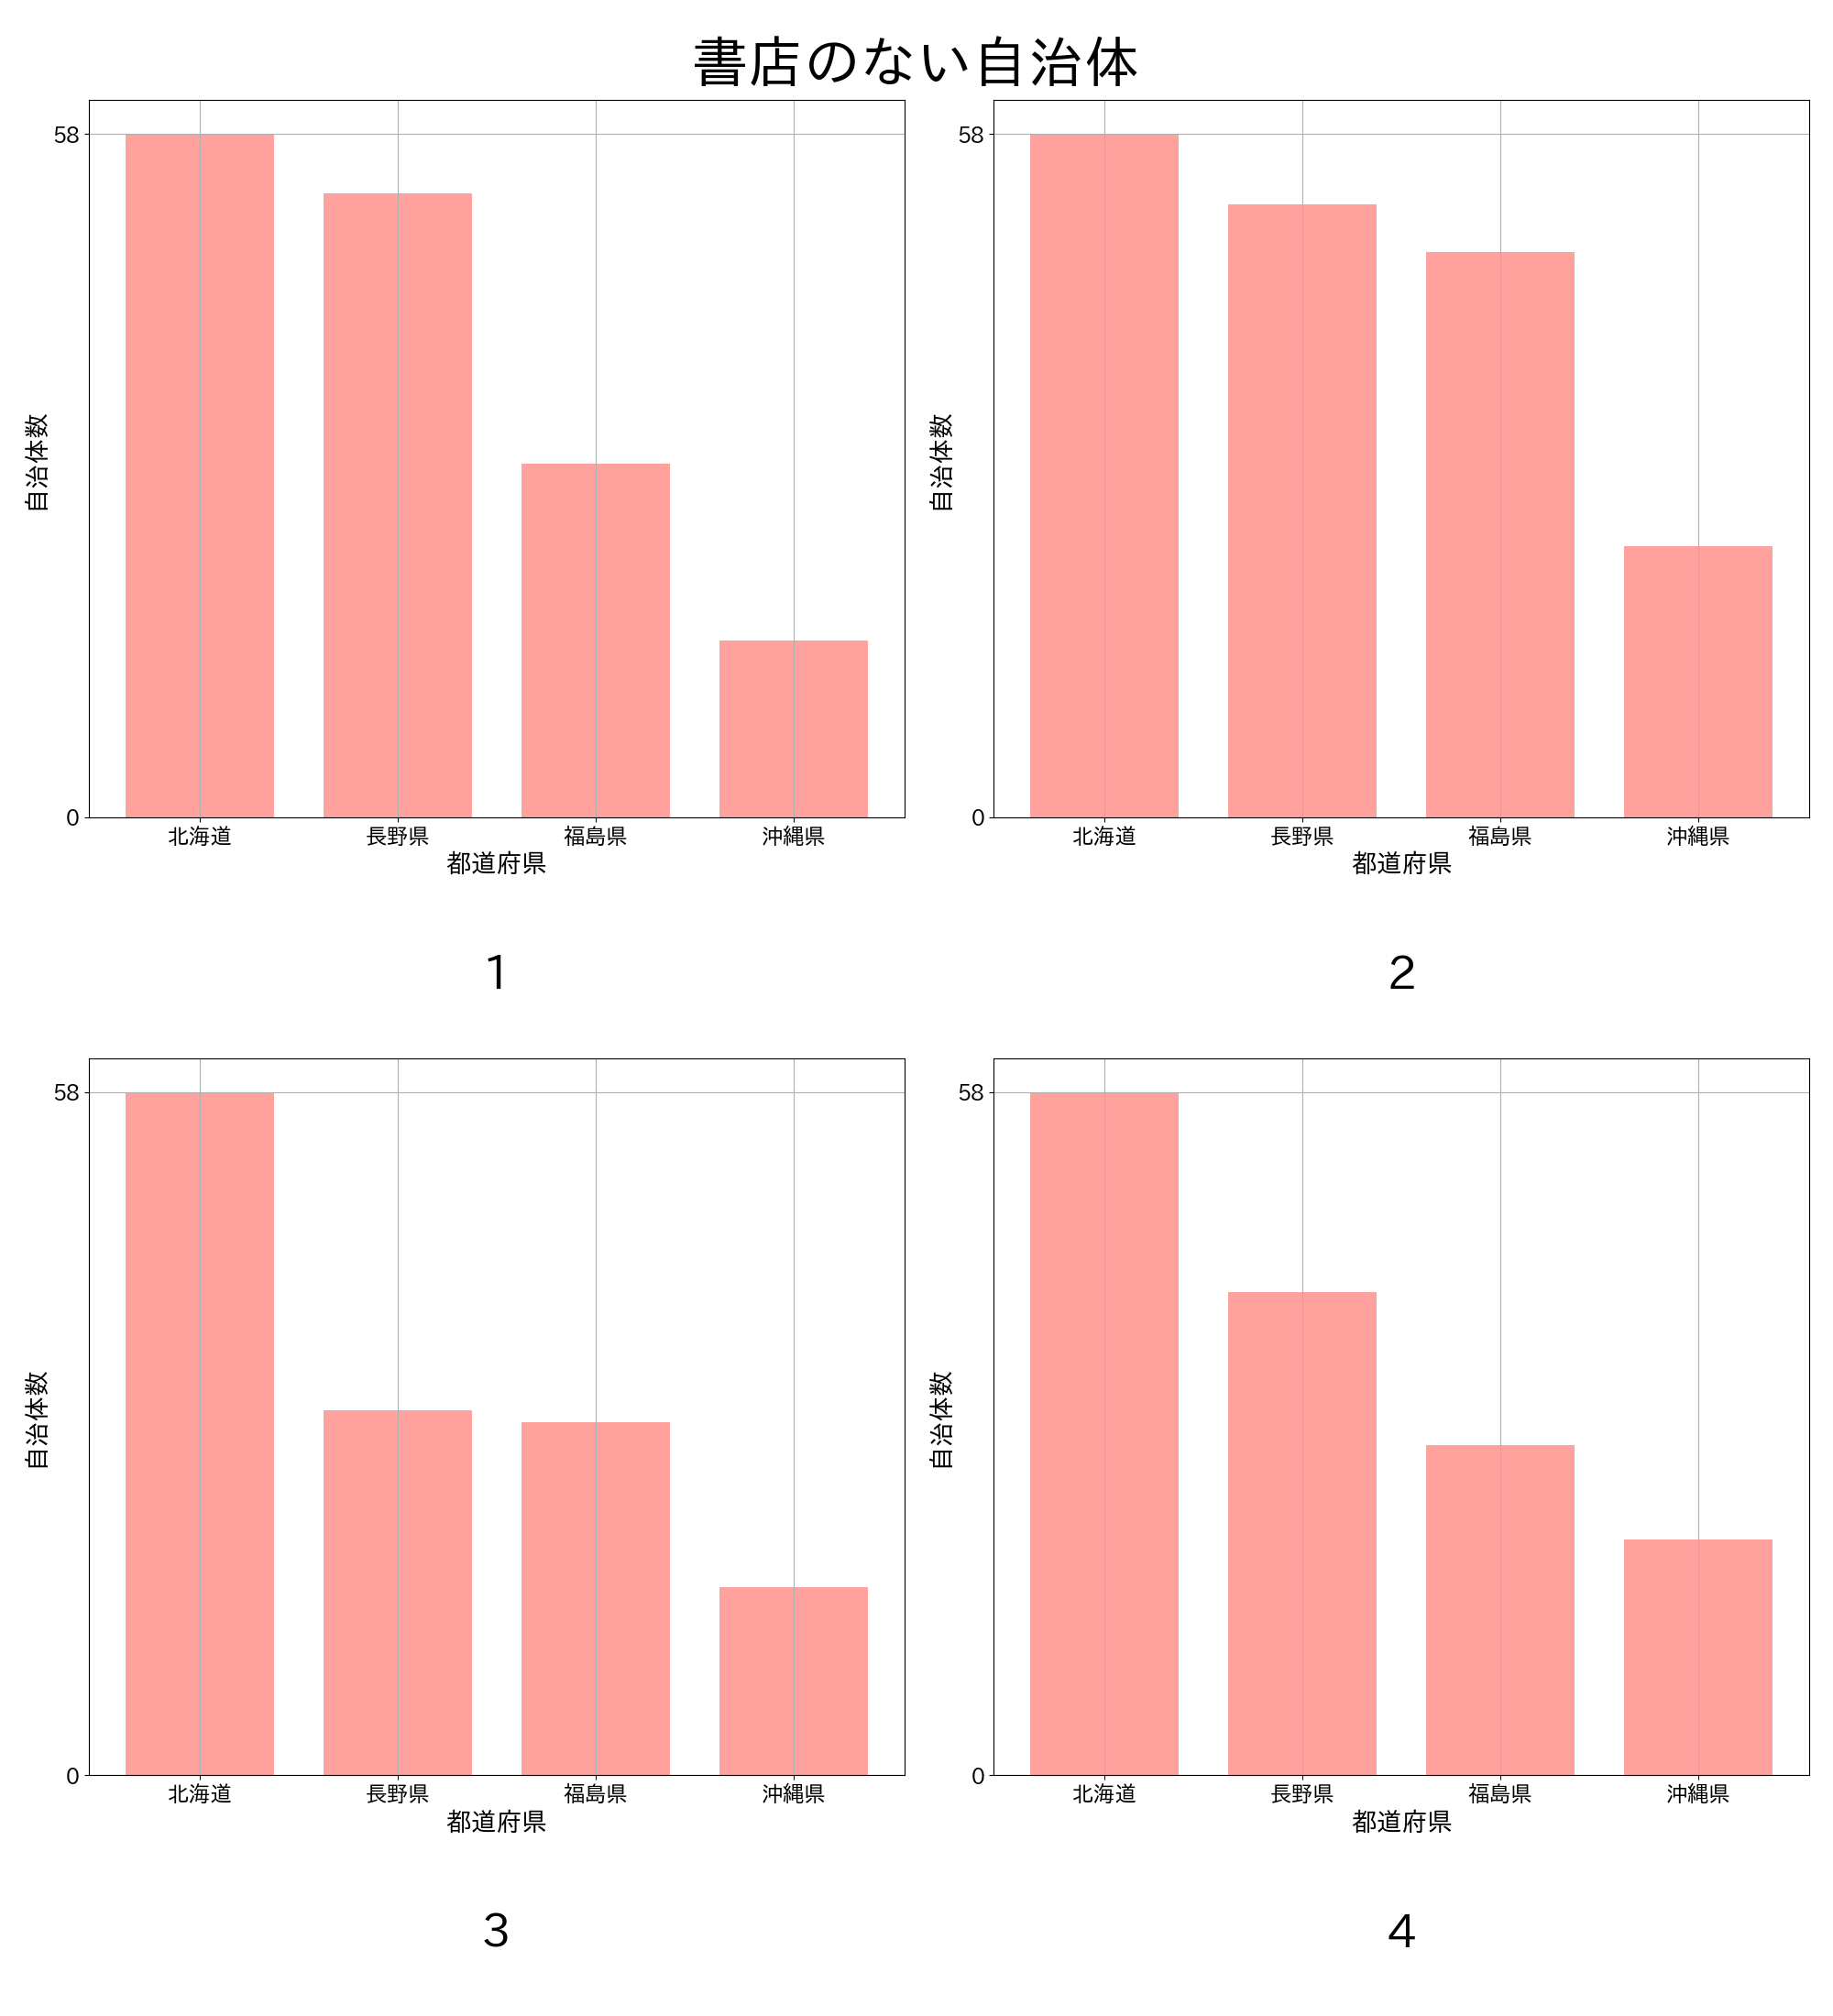 書店のない自治体
58
0
自治体数
北海道 長野県 福島県 沖縄県
都道府県
1
58
0
自治体数
北海道 長野県 福島県 沖縄県
都道府県
2
58
0
自治体数
北海道 長野県 福島県 沖縄県
都道府県
3
58
0
自治体数
北海道 長野県 福島県 沖縄県
都道府県
4